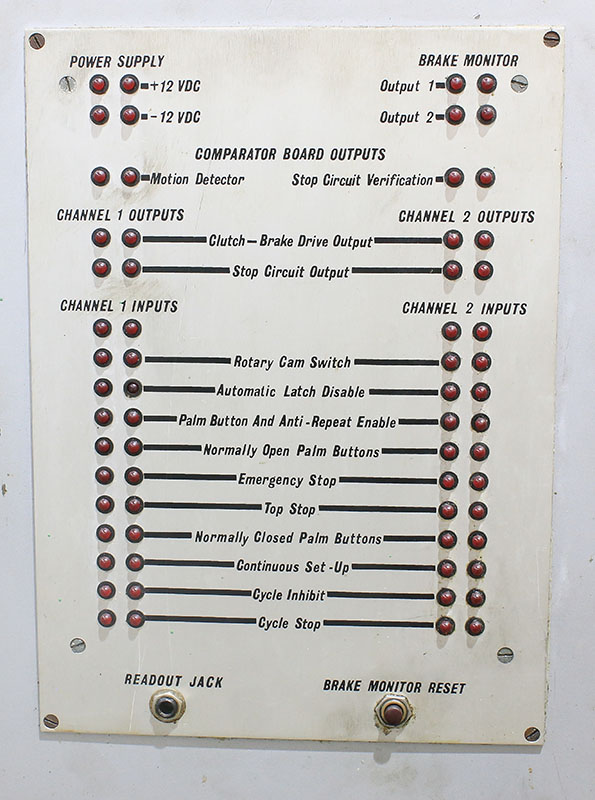 POWER SUPPLY
BRAKE MONITOR
+12 VDC
Output 1
-12 VDC
Output 2
COMPARATOR BOARD OUTPUTS
Motion Detector
Stop Circuit Verification
CHANNEL 1 OUTPUTS
CHANNEL 2 OUTPUTS
Clutch-Brake Drive Output
Stop Circuit Output
CHANNEL 1 INPUTS
CHANNEL 2 INPUTS
Rotary Cam Switch
Automatic Latch Disable
Palm Button And Anti-Repeat Enable
Normally Open Palm Buttons
Emergency Stop
Top Stop
Normally Closed Palm Buttons
Continuous Set-Up
Cycle Inhibit
Cycle Stop
READOUT JACK
BRAKE MONITOR RESET